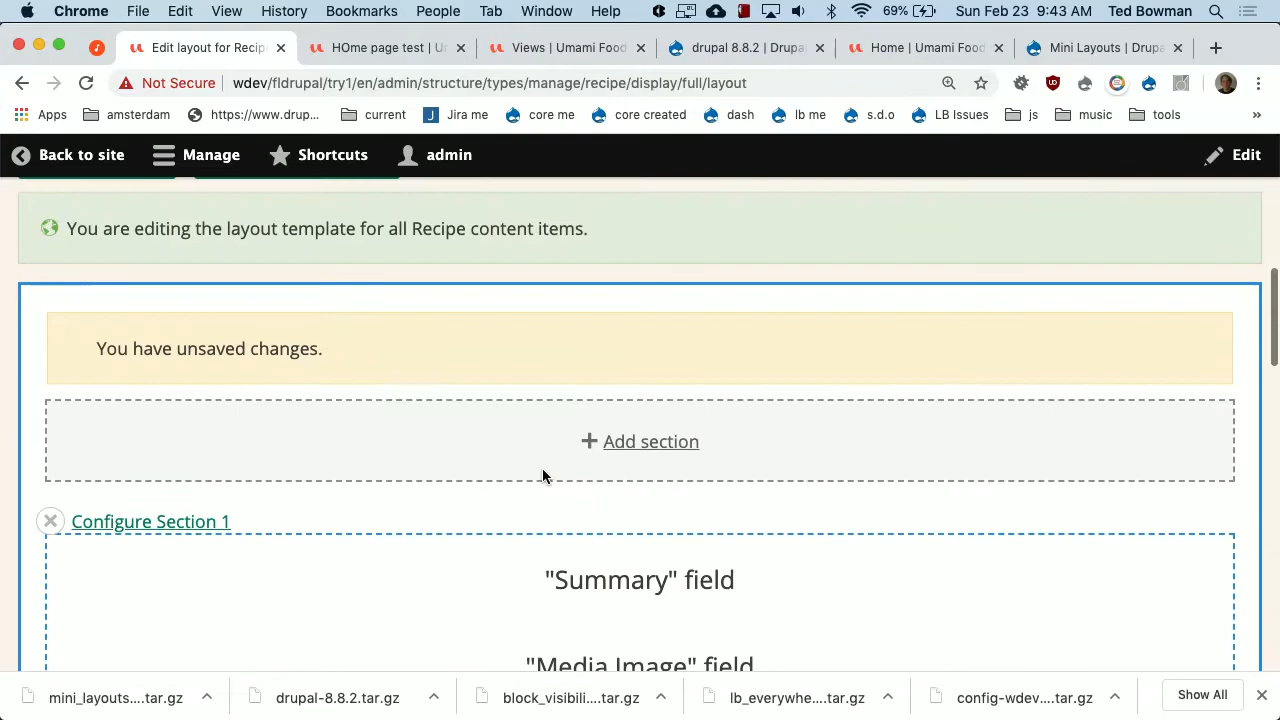 Chrome File Edit View History Bookmarks People Tab Window Help 69% Sun Feb 23 9:43 AM Ted Bowman
Edit layout for Recip HOme page test | U Views | Umami Food drupal 8.8.2 | Drupa Home | Umami Food Mini Layouts | Drupa
Not Secure wdev/fldrupal/try1/en/admin/structure/types/manage/recipe/display/full/layout
Apps amsterdam https://www.drup... current Jira me core me core created dash lb me s.d.o LB Issues js music tools »
Back to site Manage Shortcuts admin Edit
You are editing the layout template for all Recipe content items.
You have unsaved changes.
+ Add section
Configure Section 1
"Summary" field
"Media Image" field
mini_layouts....tar.gz drupal-8.8.2.tar.gz block_visibili....tar.gz lb_everywhe....tar.gz config-wdev....tar.gz Show All